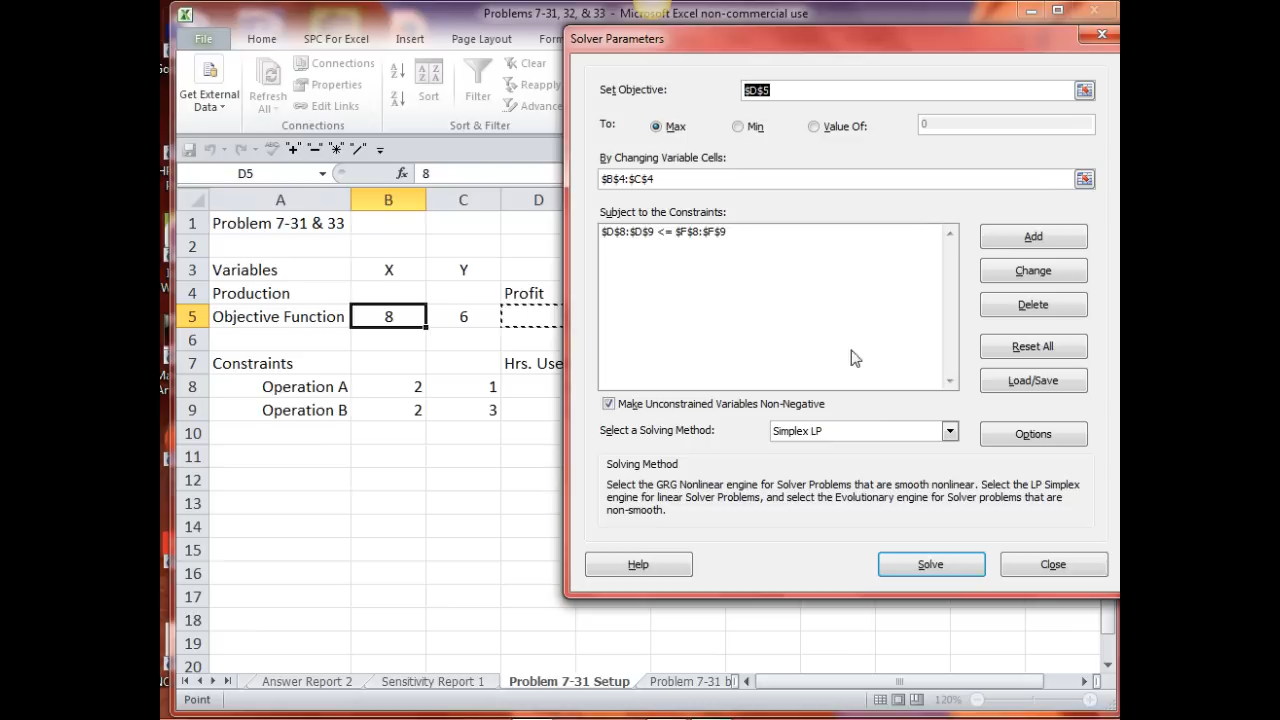 Problems 7-31, 32, & 33 - Microsoft Excel non-commercial use
File Home SPC For Excel Insert Page Layout
Get External Data
Refresh All
Connections
Properties
Edit Links
Connections
Sort
Filter
Clear
Reapply
Sort & Filter
D5 fx 8
A B C D
1 Problem 7-31 & 33
2
3 Variables X Y
4 Production Profit
5 Objective Function 8 6
6
7 Constraints
8 Operation A 2 1
9 Operation B 2 3
10
11
12
13
14
15
16
17
18
19
20
Answer Report 2 Sensitivity Report 1 Problem 7-31 Setup Problem 7-31 b
Point 120%
Solver Parameters
Set Objective: $D$5
To: Max Min Value Of: 0
By Changing Variable Cells:
$B$4:$C$4
Subject to the Constraints:
$D$8:$D$9 <= $F$8:$F$9
Add
Change
Delete
Reset All
Load/Save
Make Unconstrained Variables Non-Negative
Select a Solving Method: Simplex LP Options
Solving Method
Select the GRG Nonlinear engine for Solver Problems that are smooth nonlinear. Select the LP Simplex
engine for linear Solver Problems, and select the Evolutionary engine for Solver problems that are
non-smooth.
Help Solve Close